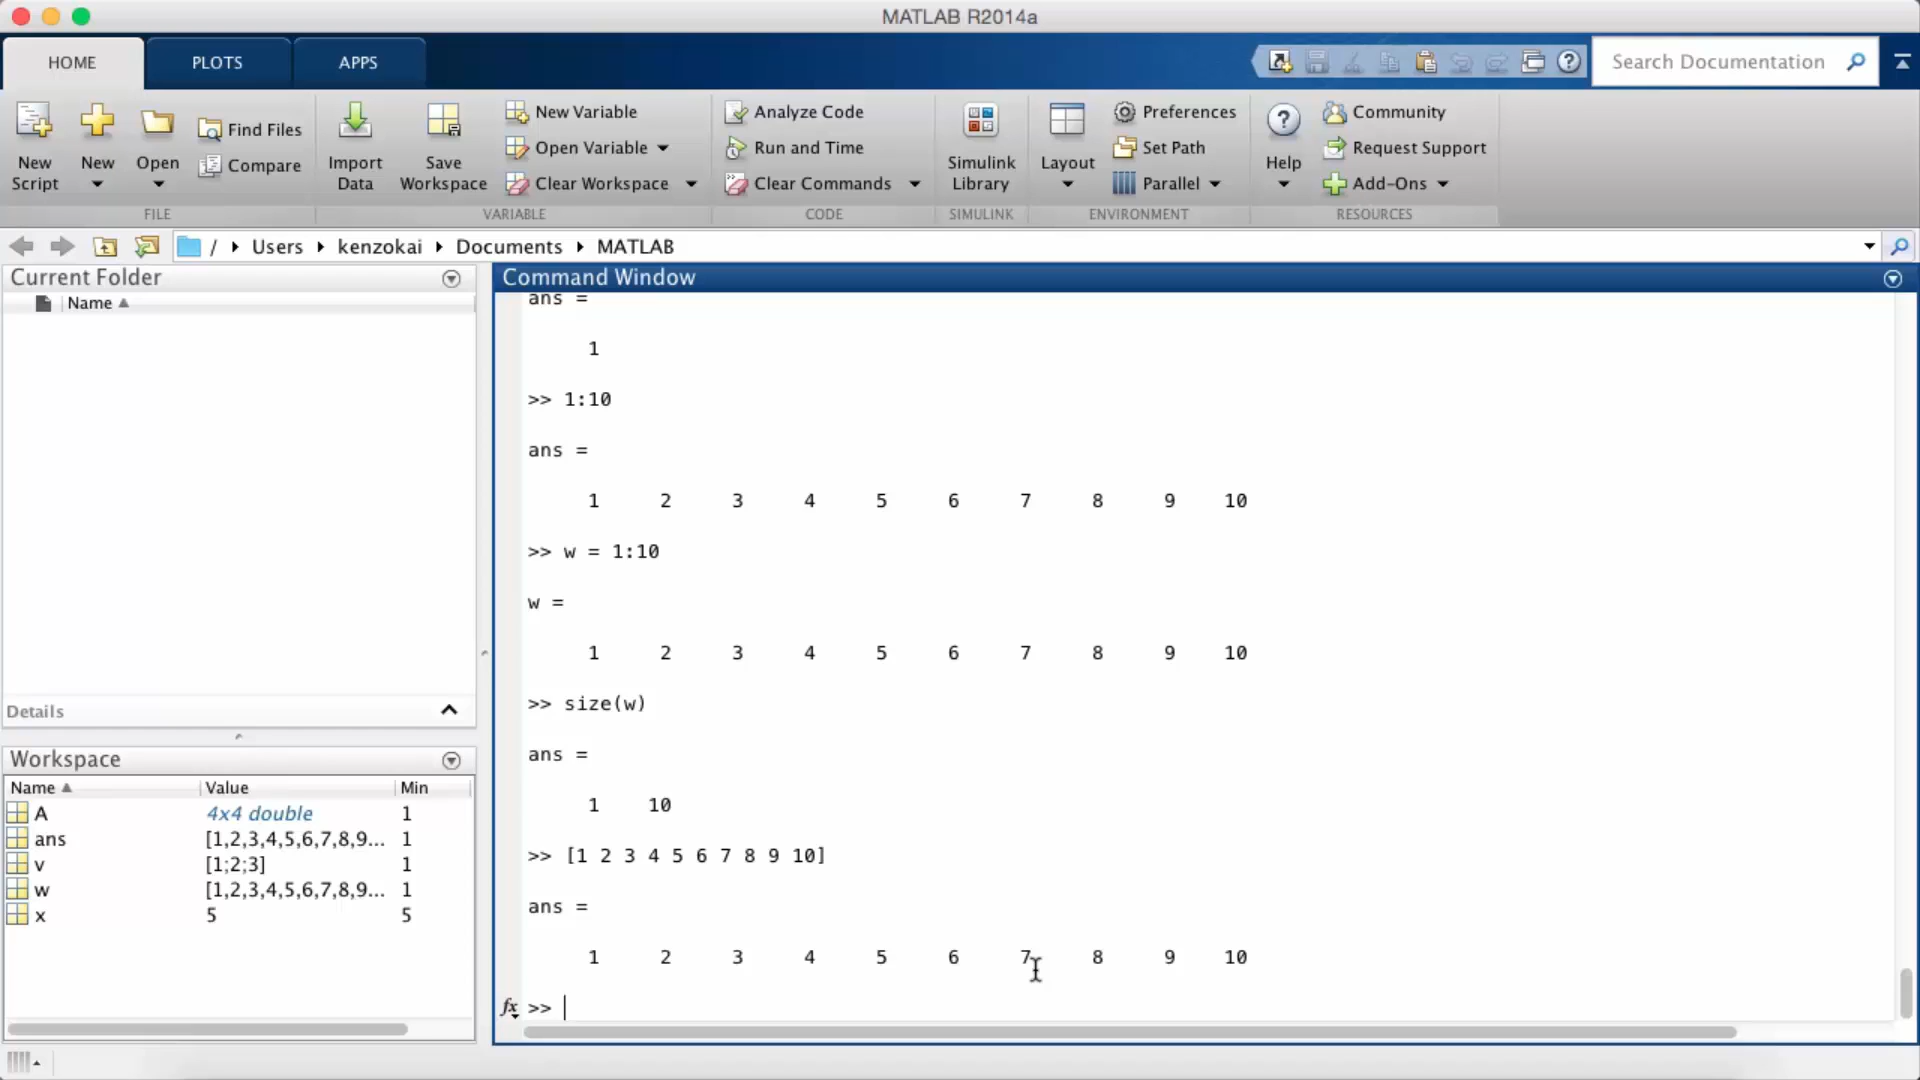 MATLAB R2014a
HOME PLOTS APPS
Search Documentation
New Script
New
Open
Find Files
Compare
Import Data
Save Workspace
New Variable
Open Variable
Clear Workspace
Analyze Code
Run and Time
Clear Commands
Simulink Library
Layout
Preferences
Set Path
Parallel
Help
Community
Request Support
Add-Ons
FILE VARIABLE CODE SIMULINK ENVIRONMENT RESOURCES
/ Users kenzokai Documents MATLAB
Current Folder
Name
Details
Workspace
Name Value Min
A 4x4 double 1
ans [1,2,3,4,5,6,7,8,9... 1
v [1;2;3] 1
w [1,2,3,4,5,6,7,8,9... 1
x 5 5
Command Window
ans =
1
>> 1:10
ans =
1 2 3 4 5 6 7 8 9 10
>> w = 1:10
w =
1 2 3 4 5 6 7 8 9 10
>> size(w)
ans =
1 10
>> [1 2 3 4 5 6 7 8 9 10]
ans =
1 2 3 4 5 6 7 8 9 10
fx >>